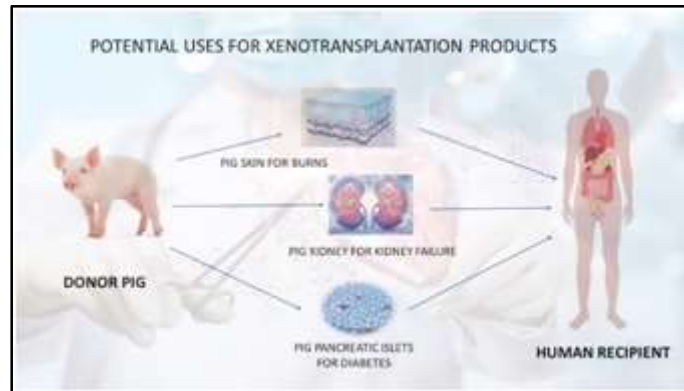 POTENTIAL USES FOR XENOTRANSPLANTATION PRODUCTS
PIG SKIN FOR BURNS
PIG KIDNEY FOR KIDNEY FAILURE
DONOR PIG
PIG PANCREATIC ISLETS
FOR DIABETES
HUMAN RECIPIENT